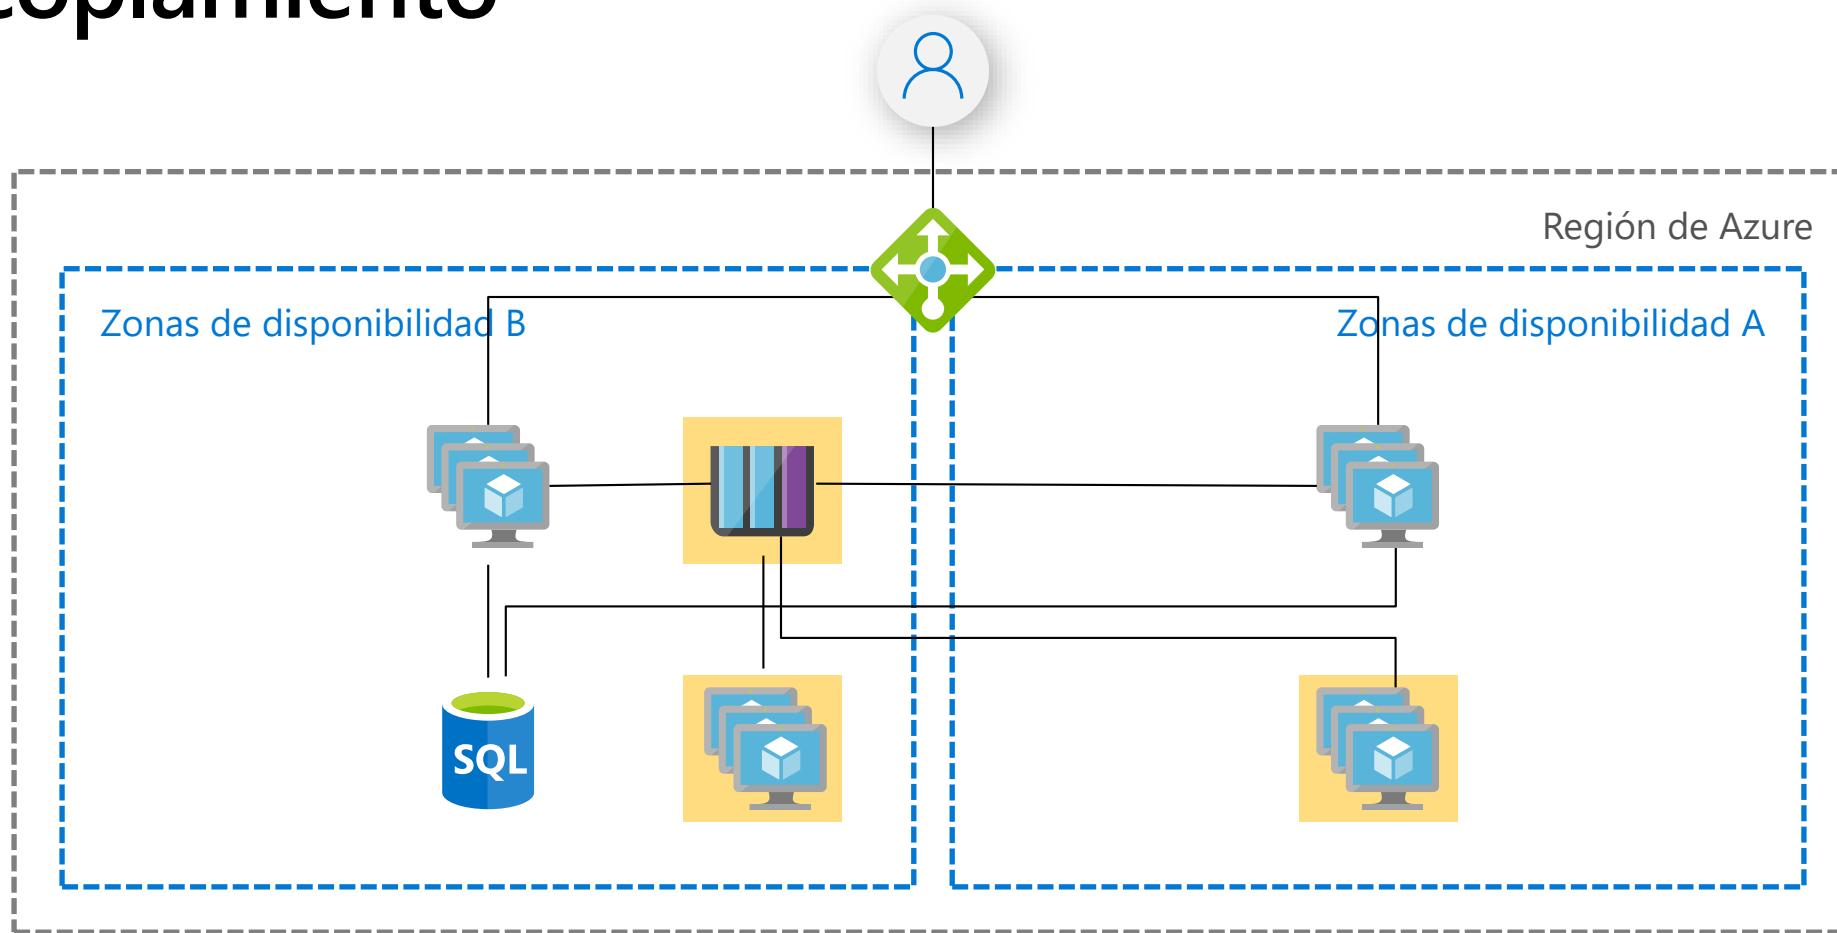 Región de Azure
Zonas de disponibilidad B
Zonas de disponibilidad A
SQL